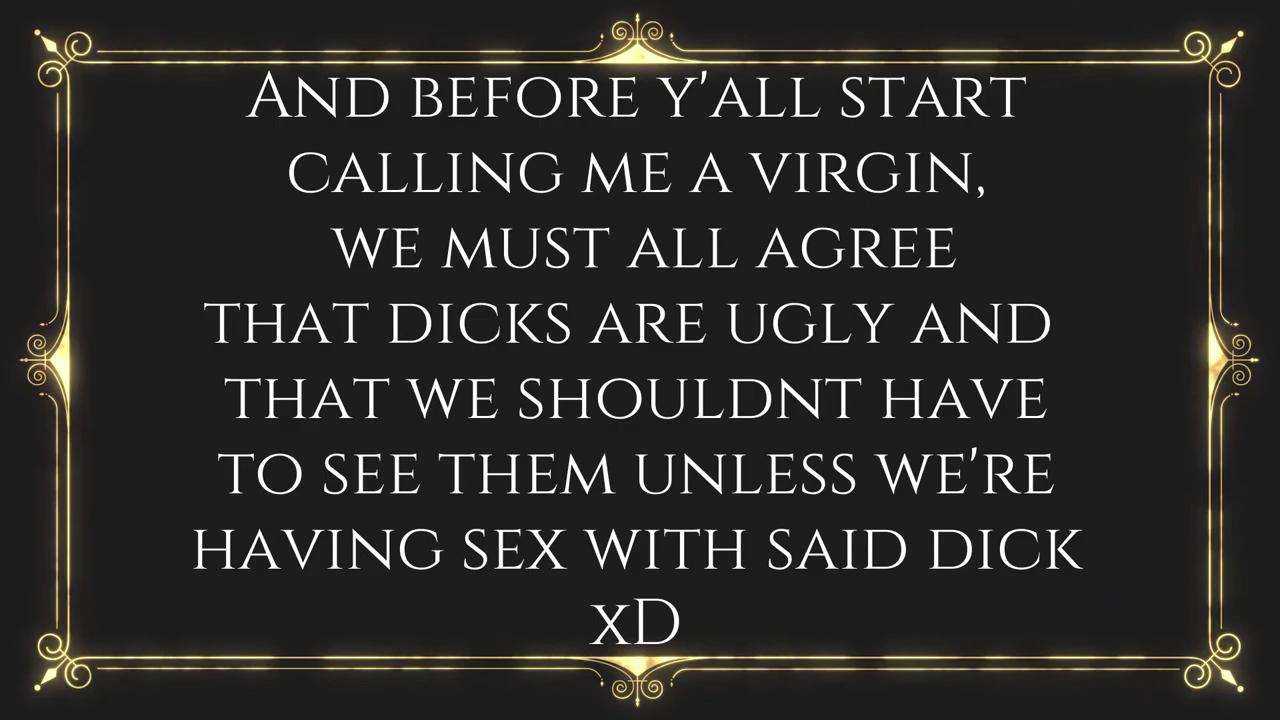 And before y'all start
calling me a virgin,
we must all agree
that dicks are ugly and
that we shouldnt have
to see them unless we're
having sex with said dick
xD